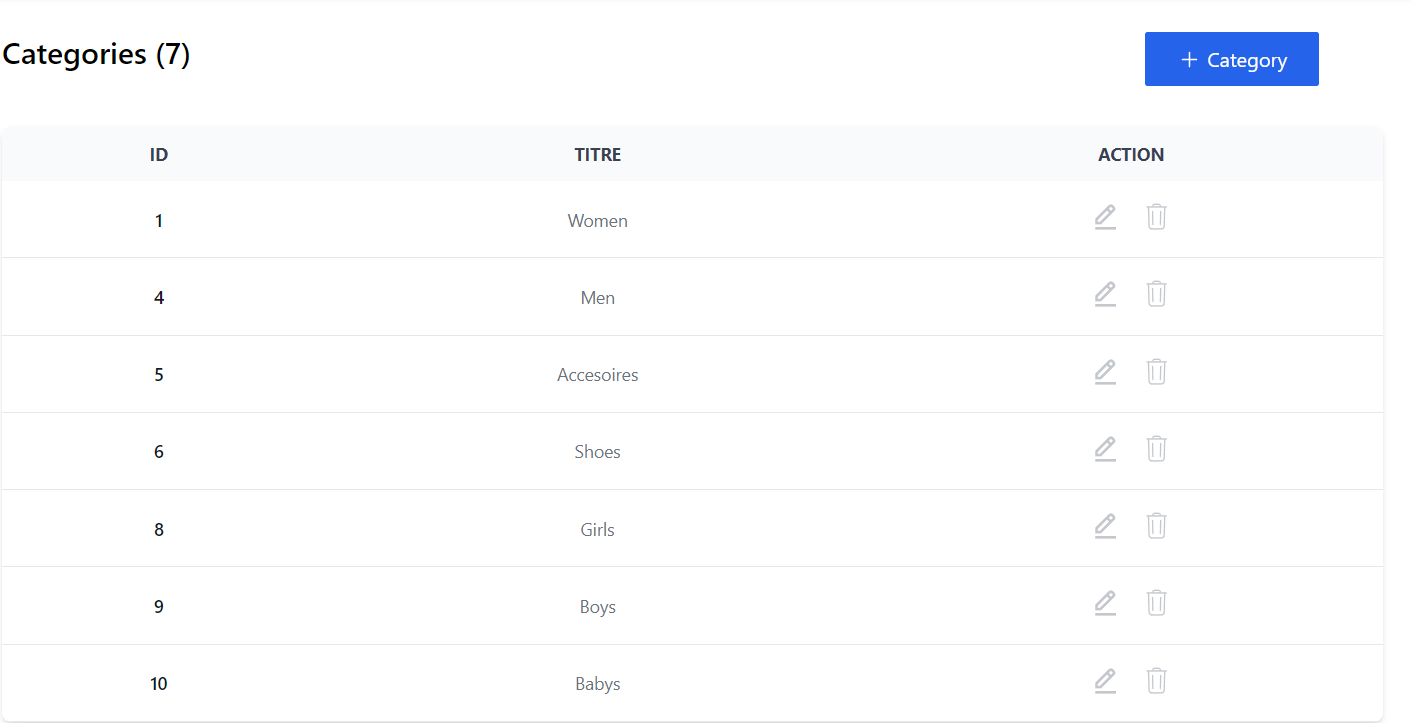 Categories (7)
+ Category
ID TITRE ACTION
1 Women
4 Men
5 Accesoires
6 Shoes
8 Girls
9 Boys
10 Babys